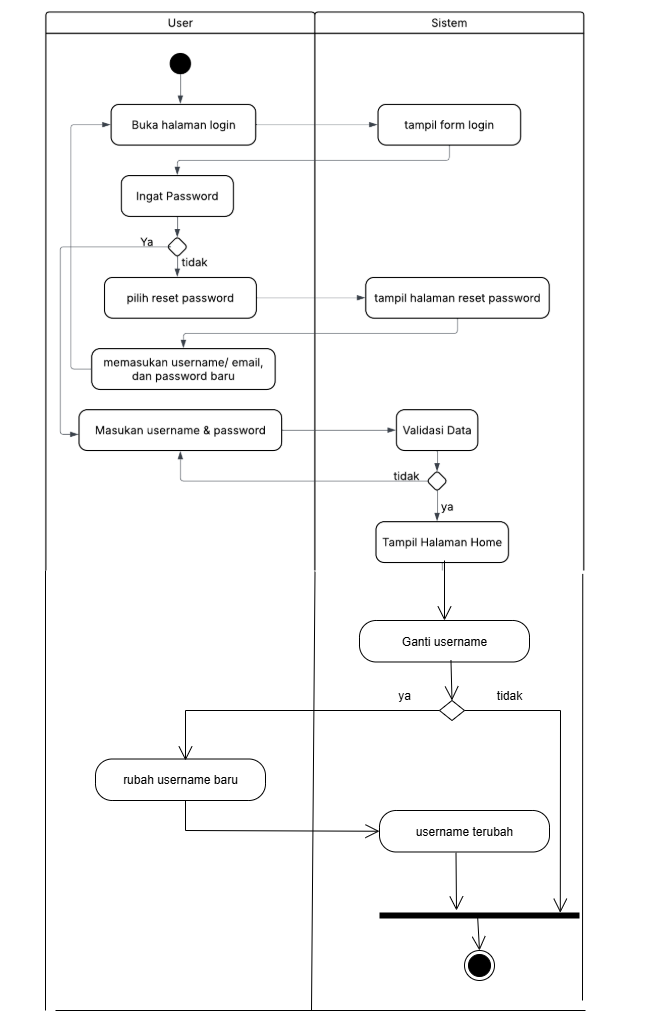 User
Sistem
Buka halaman login
tampil form login
Ingat Password
Ya
tidak
pilih reset password
tampil halaman reset password
memasukan username/ email,
dan password baru
Masukan username & password
Validasi Data
tidak
ya
Tampil Halaman Home
Ganti username
ya
tidak
rubah username baru
username terubah